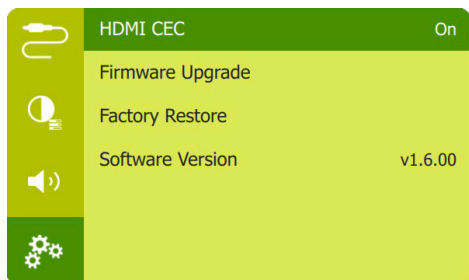 HDMI CEC On
Firmware Upgrade
Factory Restore
Software Version v1.6.00